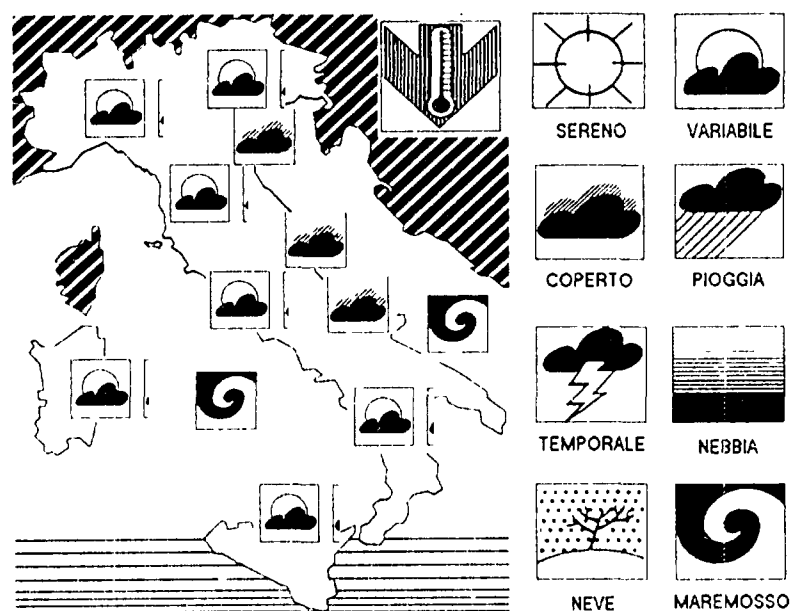 SERENO VARIABILE
COPERTO PIOGGIA
TEMPORALE NEBBIA
NEVE MAREMOSSO